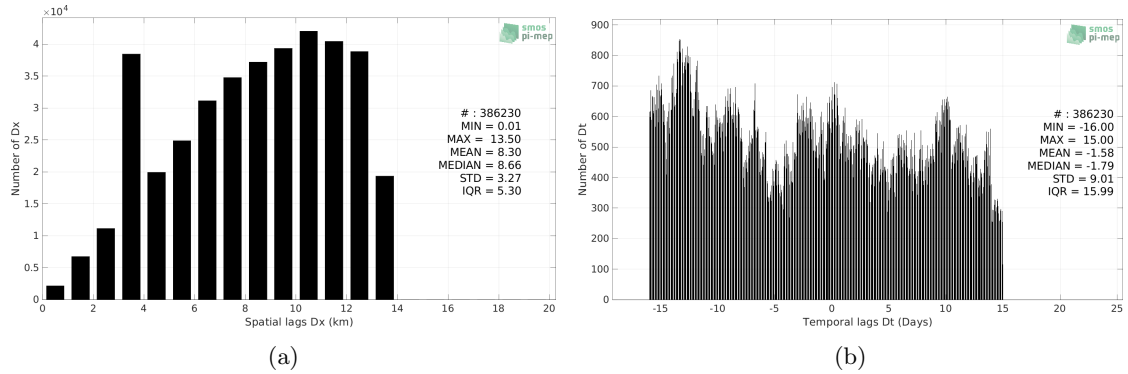 ×10⁴
4
3.5
3
2.5
2
1.5
1
0.5
0
0 2 4 6 8 10 12 14 16 18 20
Number of Dx
Spatial lags Dx (km)
smos
pi-mep
# : 386230
MIN = 0.01
MAX = 13.50
MEAN = 8.30
MEDIAN = 8.66
STD = 3.27
IQR = 5.30
(a)
900
800
700
600
500
400
300
200
100
0
-15 -10 -5 0 5 10 15 20 25
Number of Dt
Temporal lags Dt (Days)
smos
pi-mep
# : 386230
MIN = -16.00
MAX = 15.00
MEAN = -1.58
MEDIAN = -1.79
STD = 9.01
IQR = 15.99
(b)